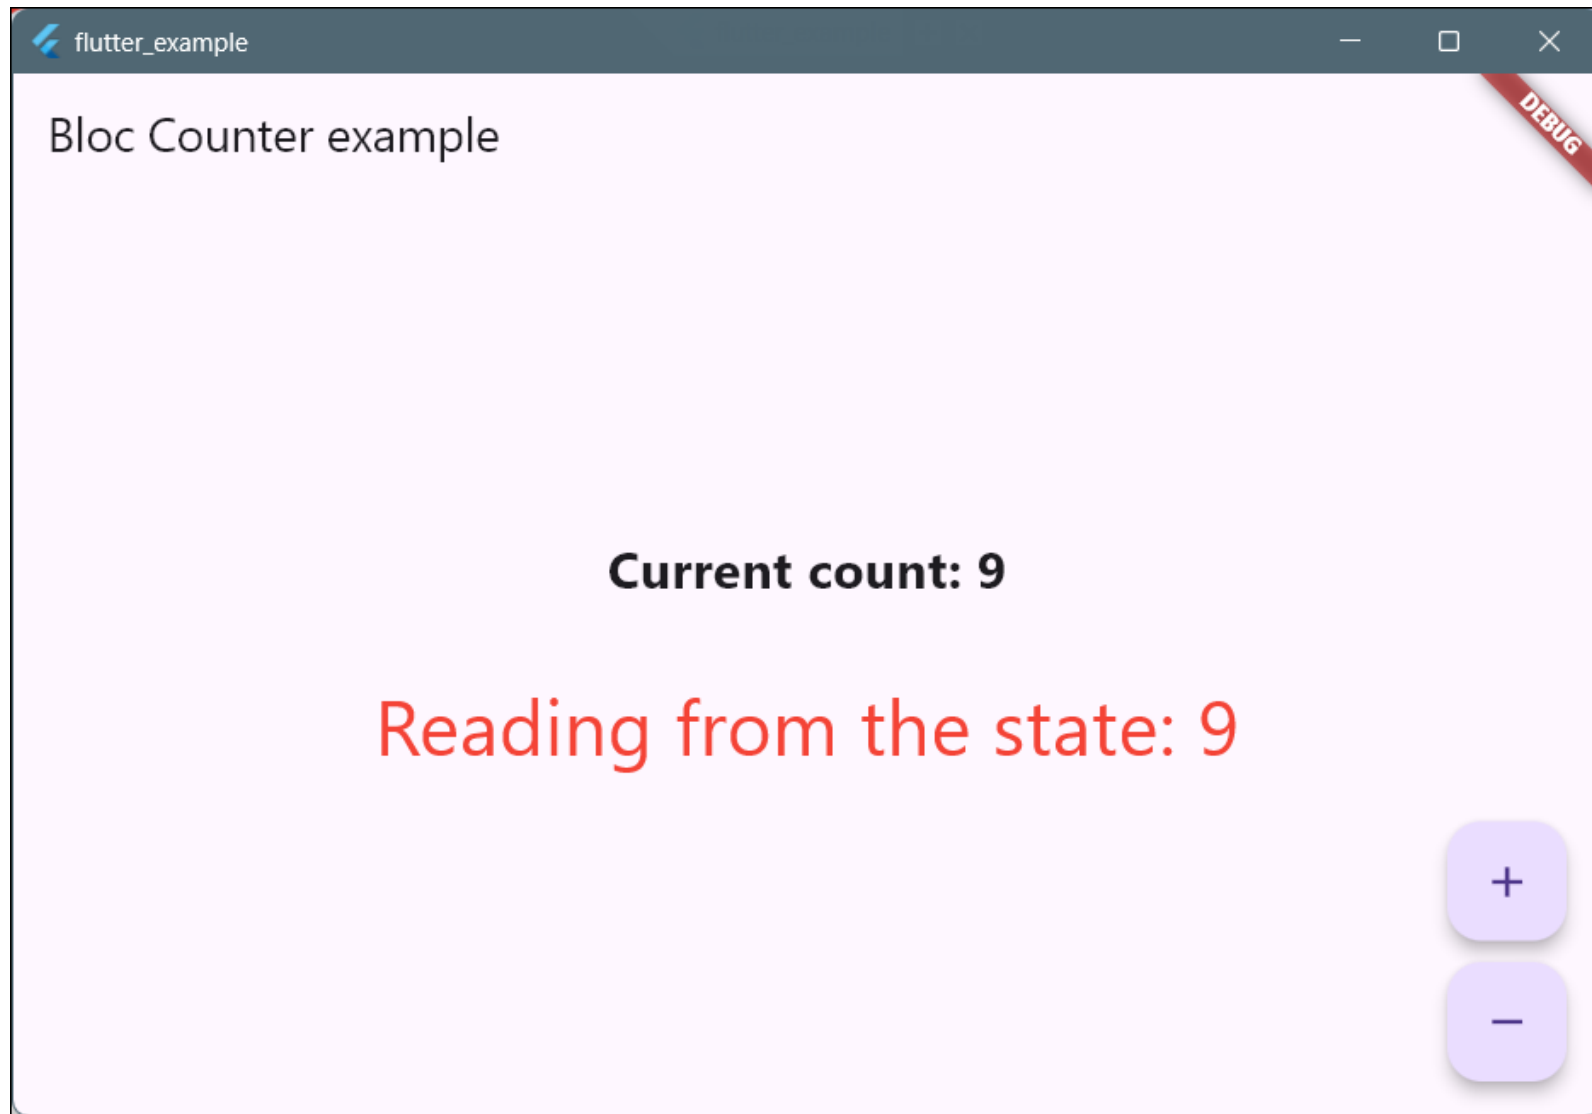 flutter_example
DEBUG
Bloc Counter example
Current count: 9
Reading from the state: 9
+
−